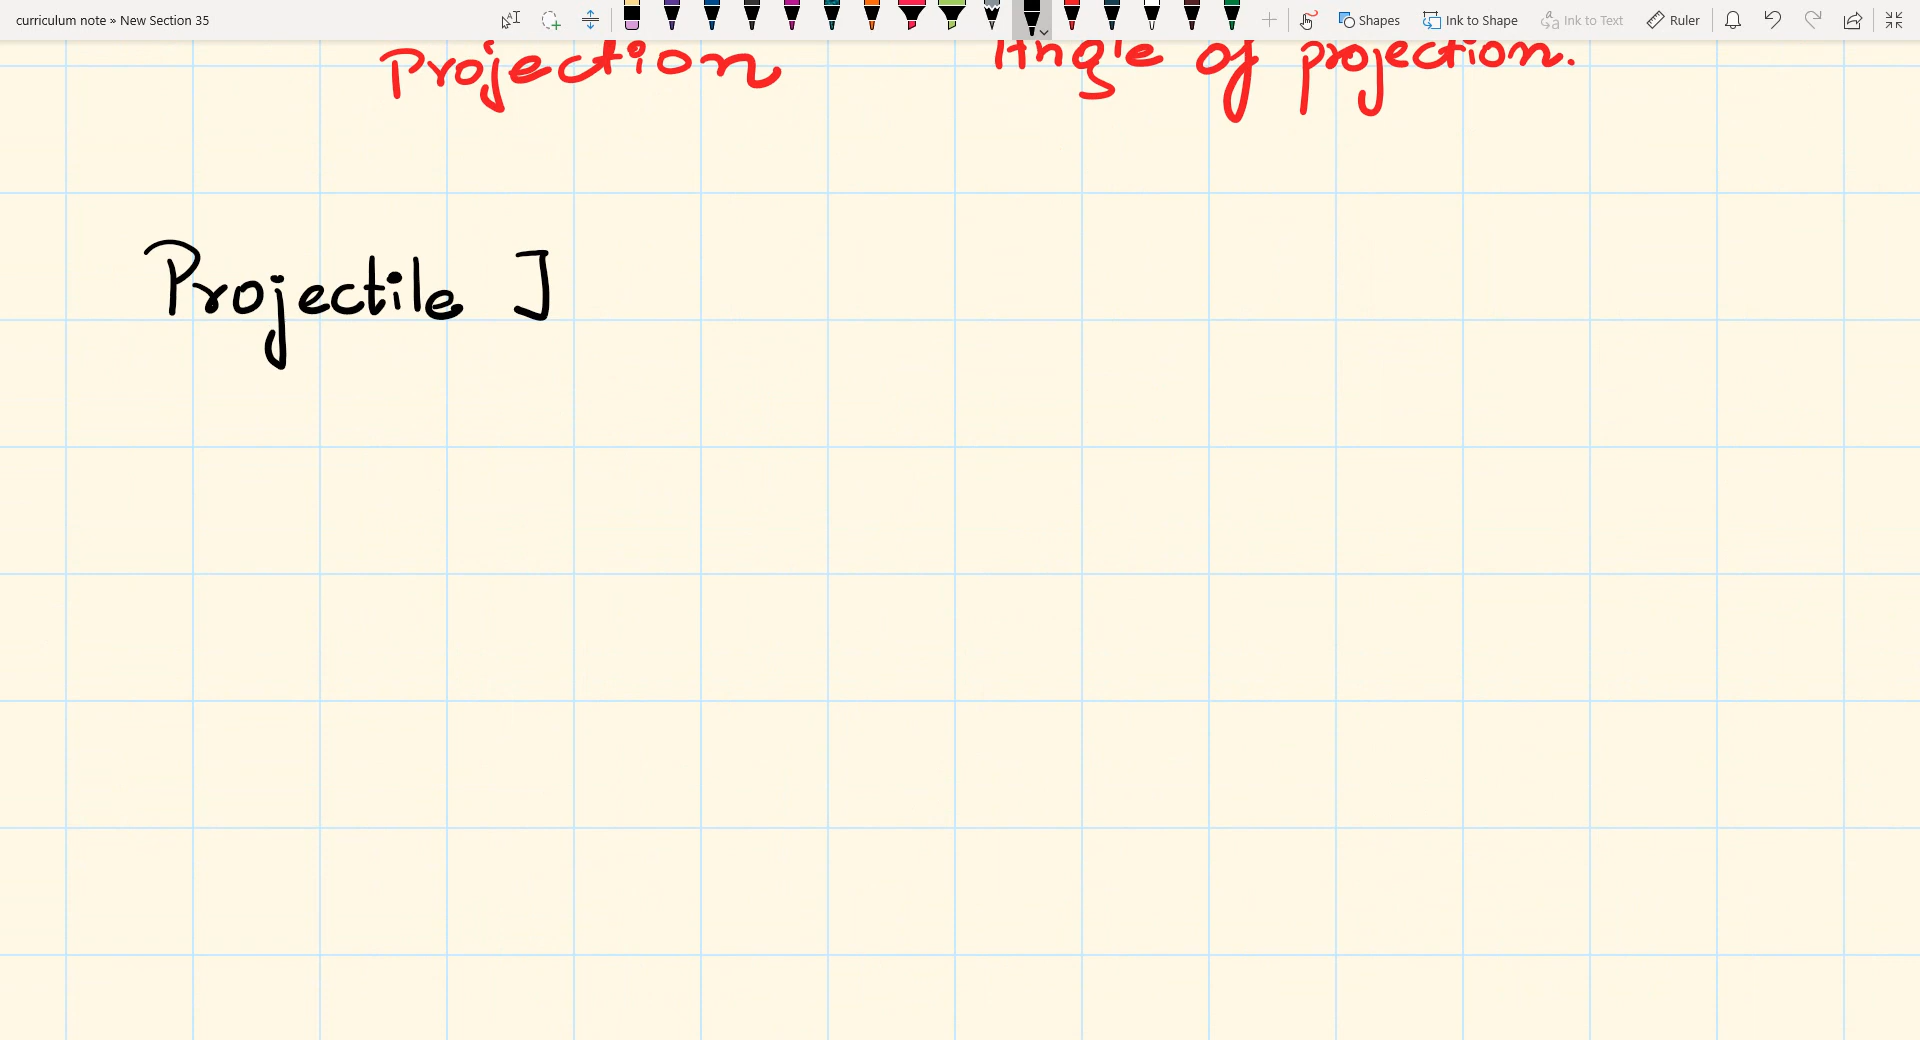 curriculum note » New Section 35
Shapes
Ink to Shape
Ink to Text
Ruler
Projection
Angle of projection.
Projectile ]